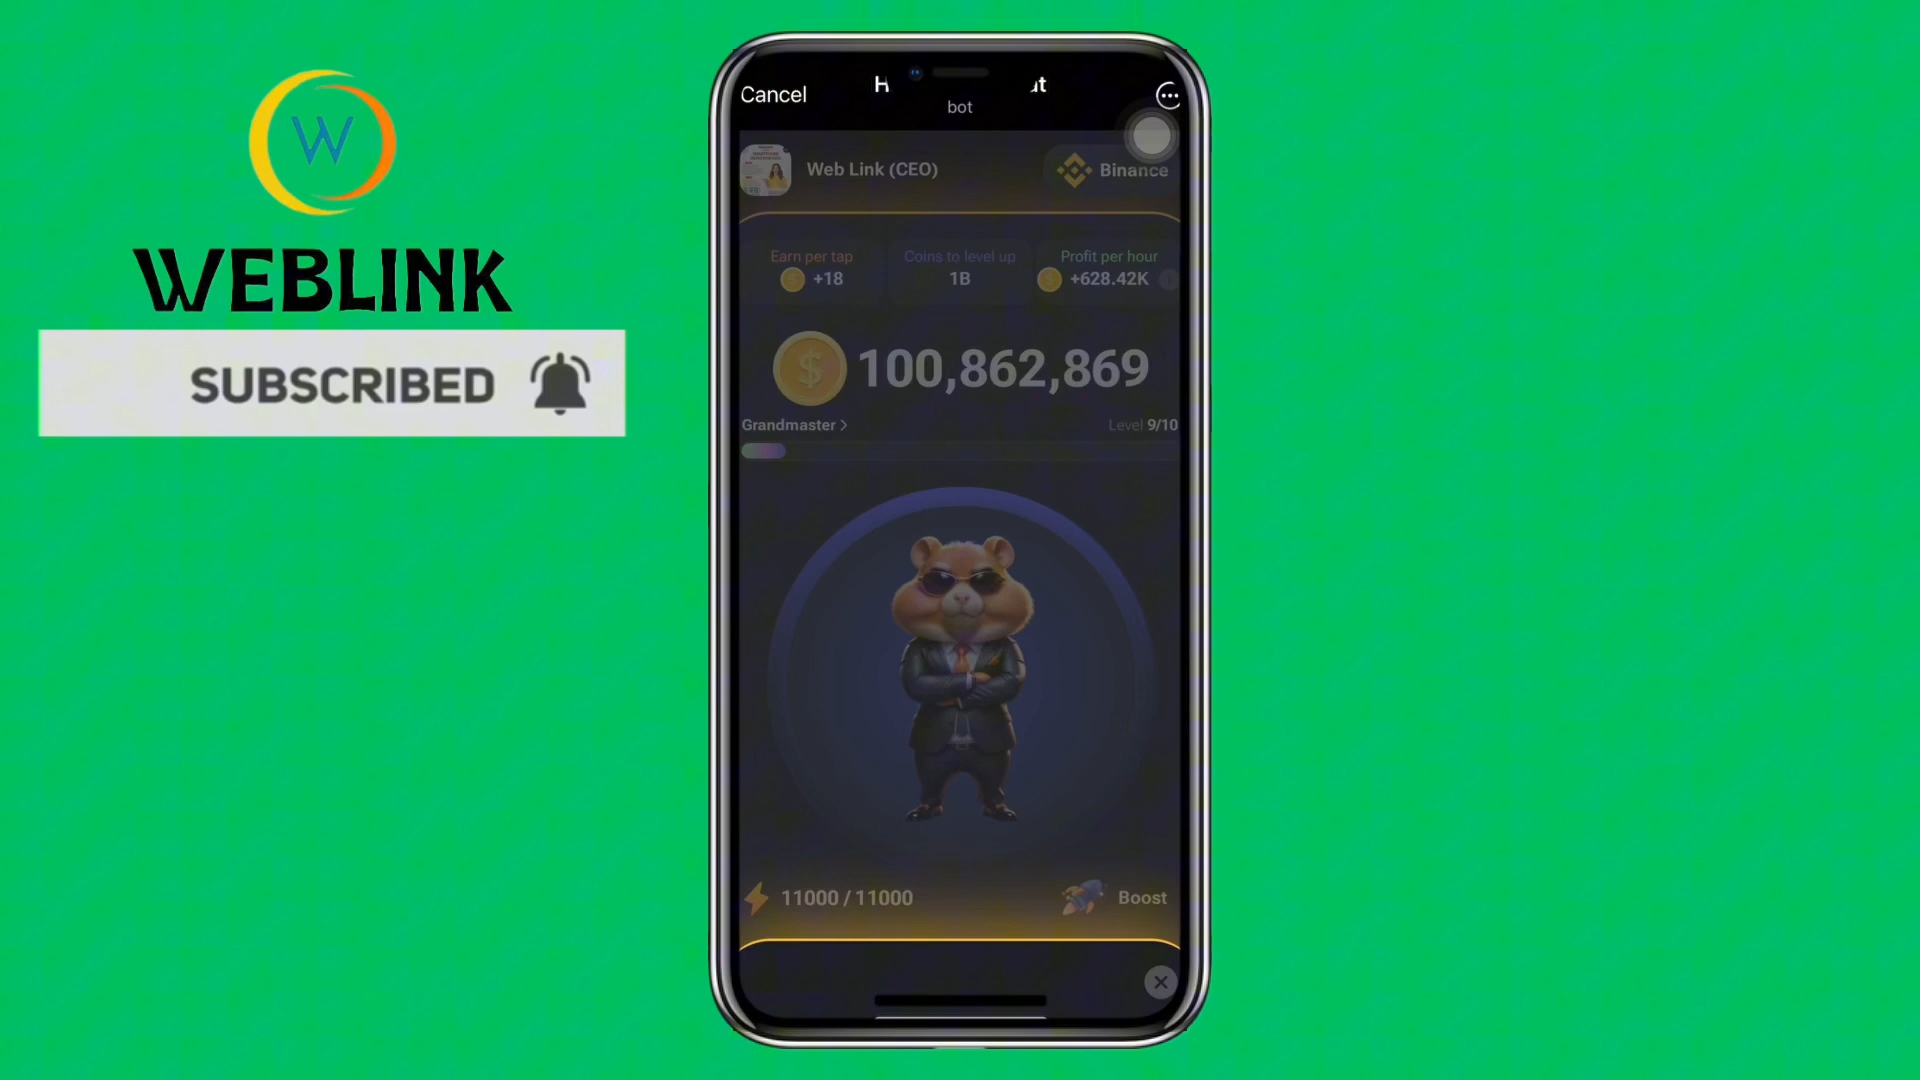 W
WEBLINK
SUBSCRIBED
Cancel
bot
Web Link (CEO)
Binance
Earn per tap
+18
Coins to level up
1B
Profit per hour
+628.42K
$ 100,862,869
Grandmaster >
Level 9/10
11000 / 11000
Boost